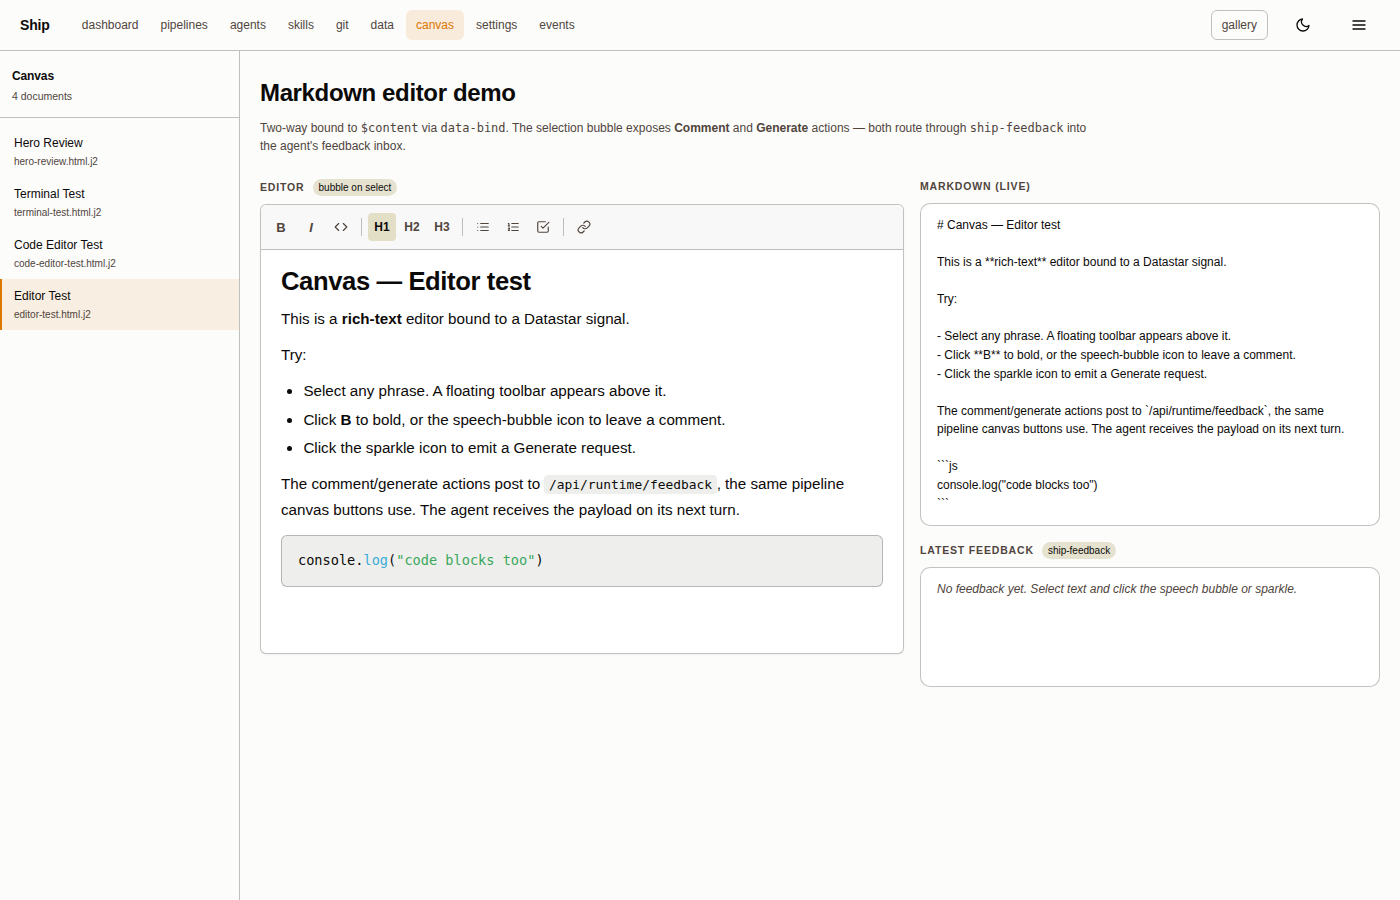 Ship dashboard pipelines agents skills git data canvas settings events gallery
Canvas
4 documents
Hero Review
hero-review.html.j2
Terminal Test
terminal-test.html.j2
Code Editor Test
code-editor-test.html.j2
Editor Test
editor-test.html.j2
Markdown editor demo
Two-way bound to $content via data-bind. The selection bubble exposes Comment and Generate actions — both route through ship-feedback into
the agent's feedback inbox.
EDITOR bubble on select
B I <> H1 H2 H3
Canvas — Editor test
This is a rich-text editor bound to a Datastar signal.
Try:
• Select any phrase. A floating toolbar appears above it.
• Click B to bold, or the speech-bubble icon to leave a comment.
• Click the sparkle icon to emit a Generate request.
The comment/generate actions post to /api/runtime/feedback, the same pipeline
canvas buttons use. The agent receives the payload on its next turn.
console.log("code blocks too")
MARKDOWN (LIVE)
# Canvas — Editor test
This is a **rich-text** editor bound to a Datastar signal.
Try:
- Select any phrase. A floating toolbar appears above it.
- Click **B** to bold, or the speech-bubble icon to leave a comment.
- Click the sparkle icon to emit a Generate request.
The comment/generate actions post to `/api/runtime/feedback`, the same
pipeline canvas buttons use. The agent receives the payload on its next turn.
```js
console.log("code blocks too")
```
LATEST FEEDBACK ship-feedback
No feedback yet. Select text and click the speech bubble or sparkle.